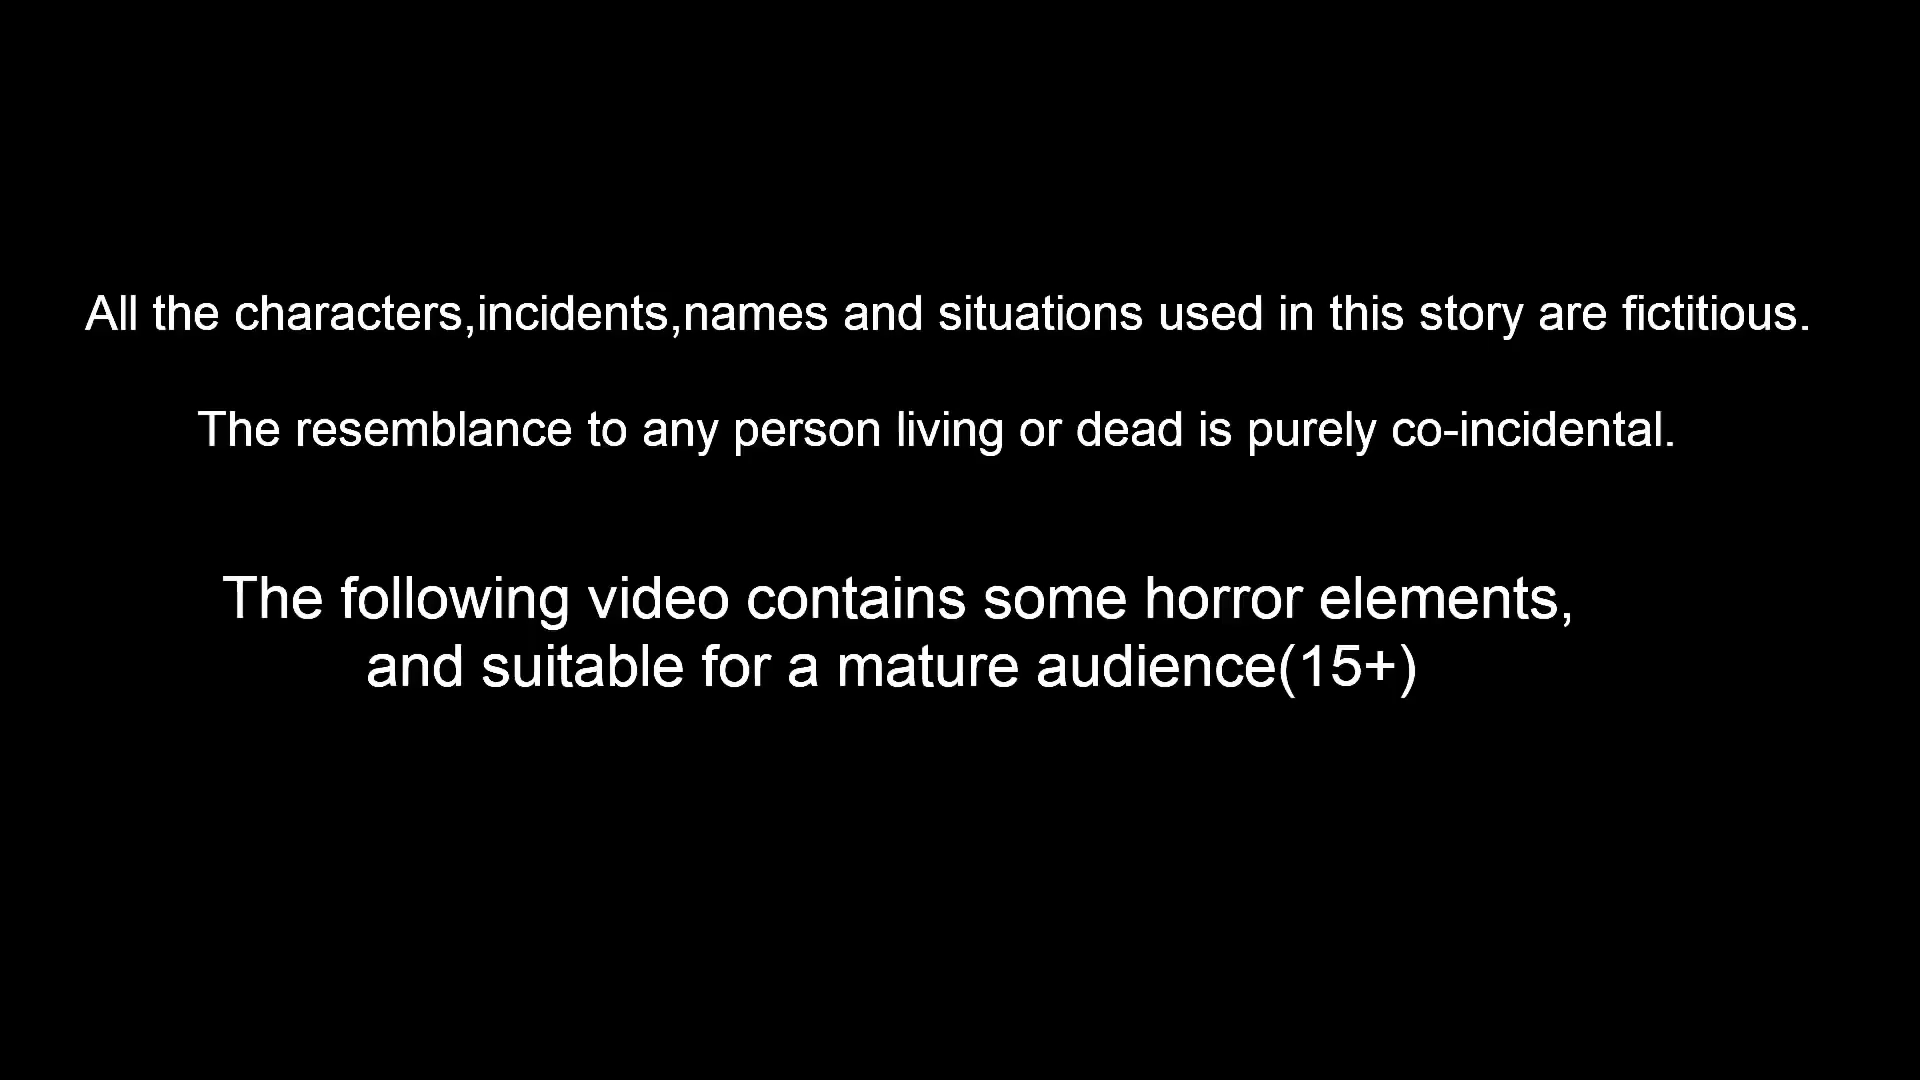 All the characters,incidents,names and situations used in this story are fictitious.
The resemblance to any person living or dead is purely co-incidental.
The following video contains some horror elements,
and suitable for a mature audience(15+)